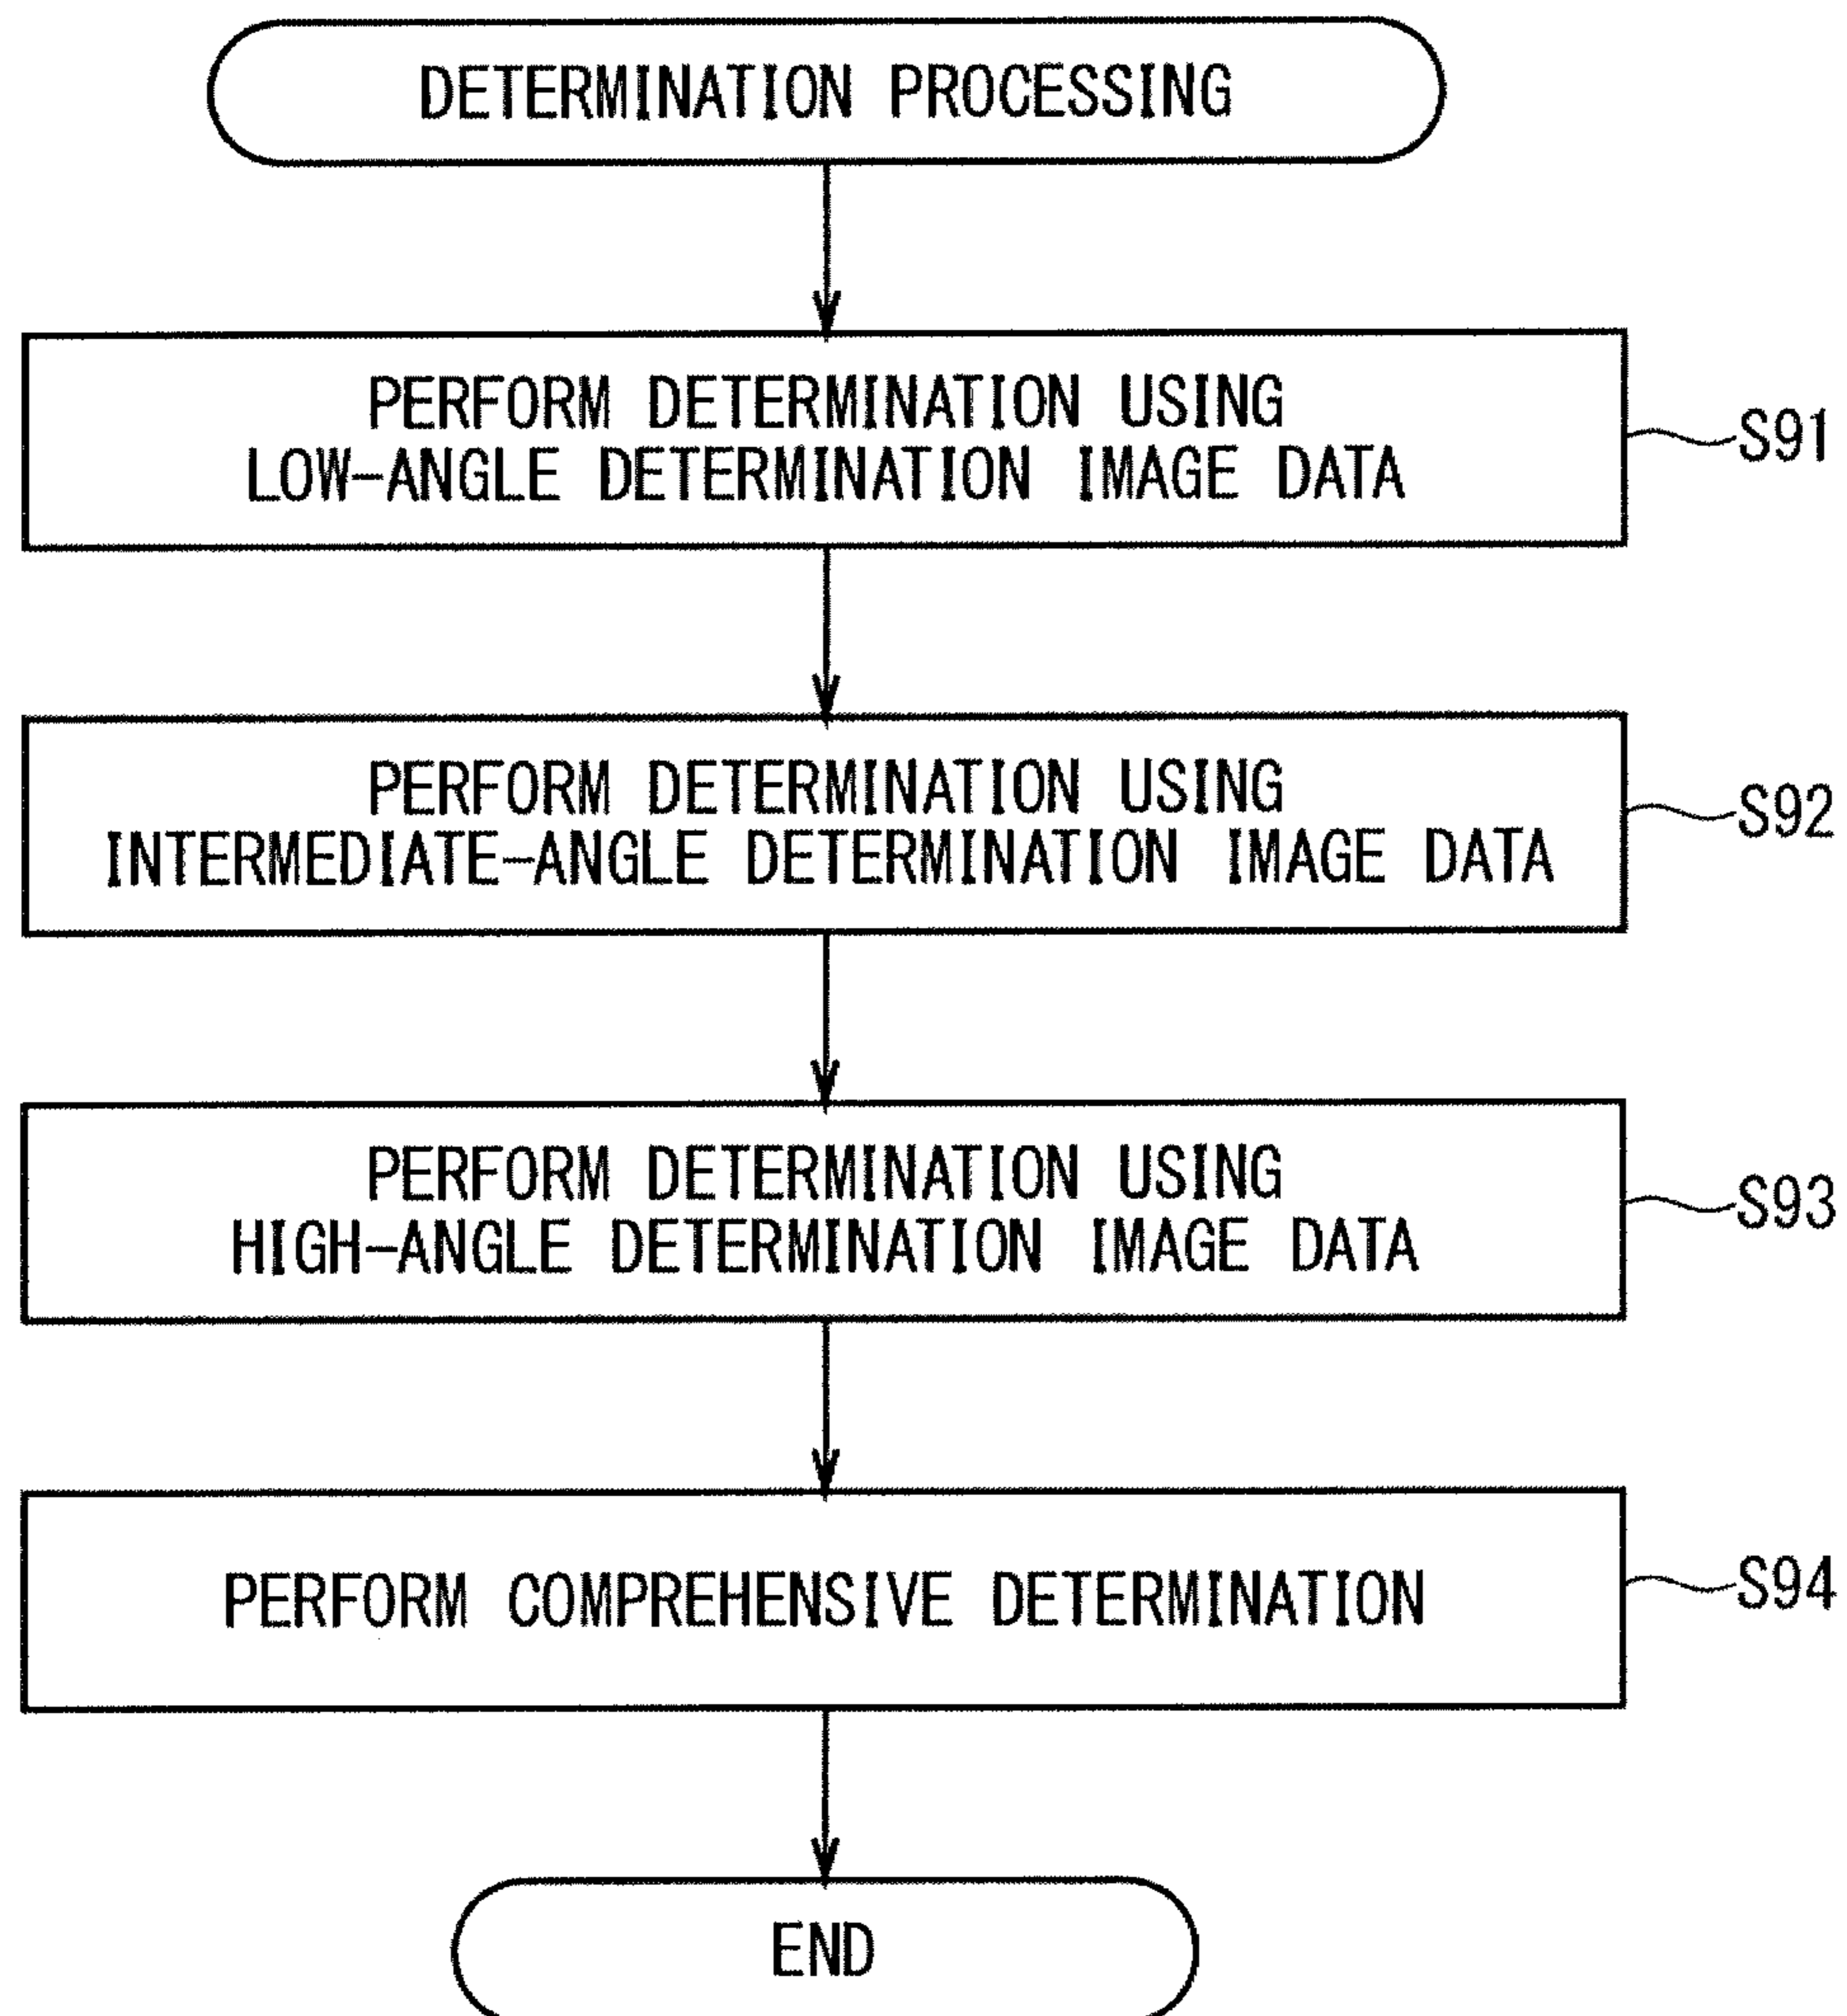 DETERMINATION PROCESSING
PERFORM DETERMINATION USING
LOW-ANGLE DETERMINATION IMAGE DATA
S91
PERFORM DETERMINATION USING
INTERMEDIATE-ANGLE DETERMINATION IMAGE DATA
S92
PERFORM DETERMINATION USING
HIGH-ANGLE DETERMINATION IMAGE DATA
S93
PERFORM COMPREHENSIVE DETERMINATION
S94
END